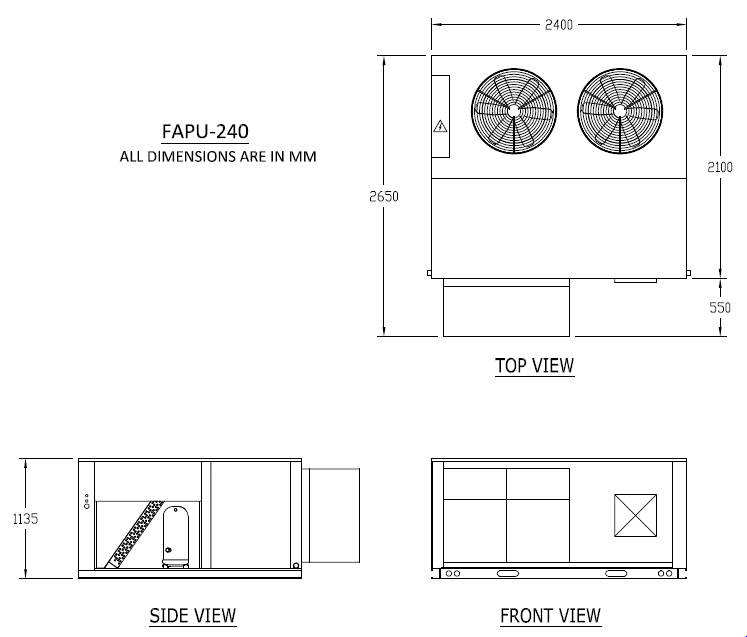 2400
FAPU-240
ALL DIMENSIONS ARE IN MM
2100
2650
550
TOP VIEW
1135
SIDE VIEW
FRONT VIEW